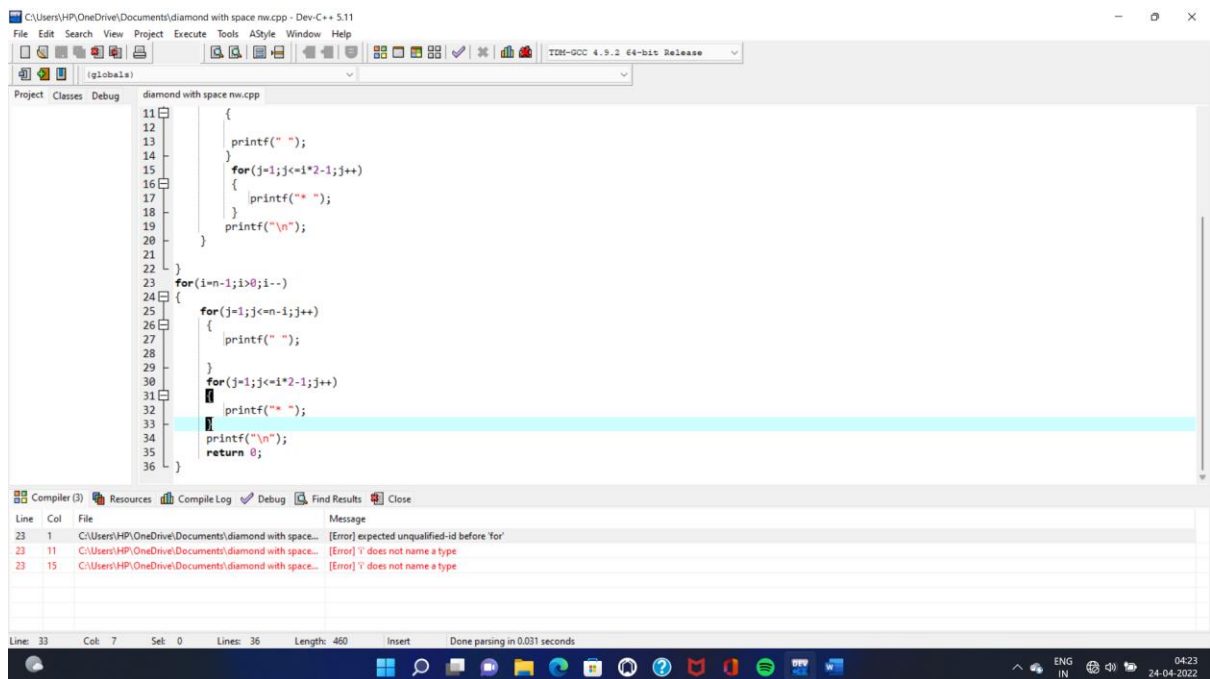 C:\Users\HP\OneDrive\Documents\diamond with space nw.cpp - Dev-C++ 5.11
File Edit Search View Project Execute Tools AStyle Window Help
TDM-GCC 4.9.2 64-bit Release
(globals)
Project Classes Debug diamond with space nw.cpp
11 {
12
13 printf(" ");
14 }
15 for(j=1;j<=i*2-1;j++)
16 {
17 printf("* ");
18 }
19 printf("\n");
20 }
21
22 }
23 for(i=n-1;i>0;i--)
24 {
25 for(j=1;j<=n-i;j++)
26 {
27 printf(" ");
28
29 }
30 for(j=1;j<=i*2-1;j++)
31 {
32 printf("* ");
33 }
34 printf("\n");
35 return 0;
36 }
Compiler (3) Resources Compile Log Debug Find Results Close
Line Col File Message
23 1 C:\Users\HP\OneDrive\Documents\diamond with space... [Error] expected unqualified-id before 'for'
23 11 C:\Users\HP\OneDrive\Documents\diamond with space... [Error] 'i' does not name a type
23 15 C:\Users\HP\OneDrive\Documents\diamond with space... [Error] 'i' does not name a type
Line: 33 Col: 7 Sel: 0 Lines: 36 Length: 460 Insert Done parsing in 0.031 seconds
DEV
ENG
IN
04:23
24-04-2022